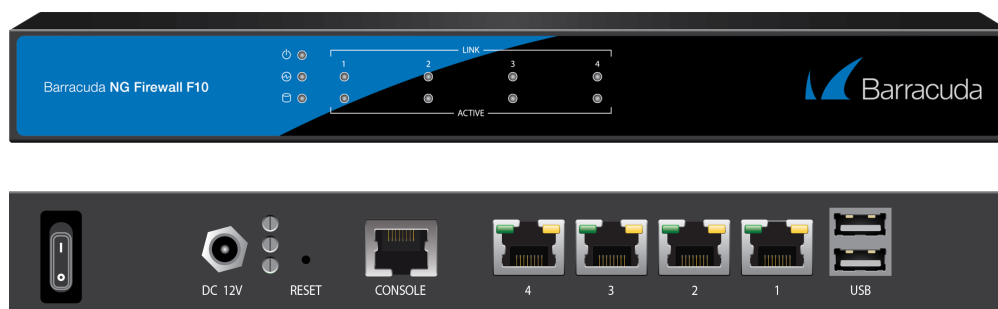 LINK
1 2 3 4
Barracuda NG Firewall F10
Barracuda
ACTIVE
DC 12V RESET CONSOLE 4 3 2 1 USB